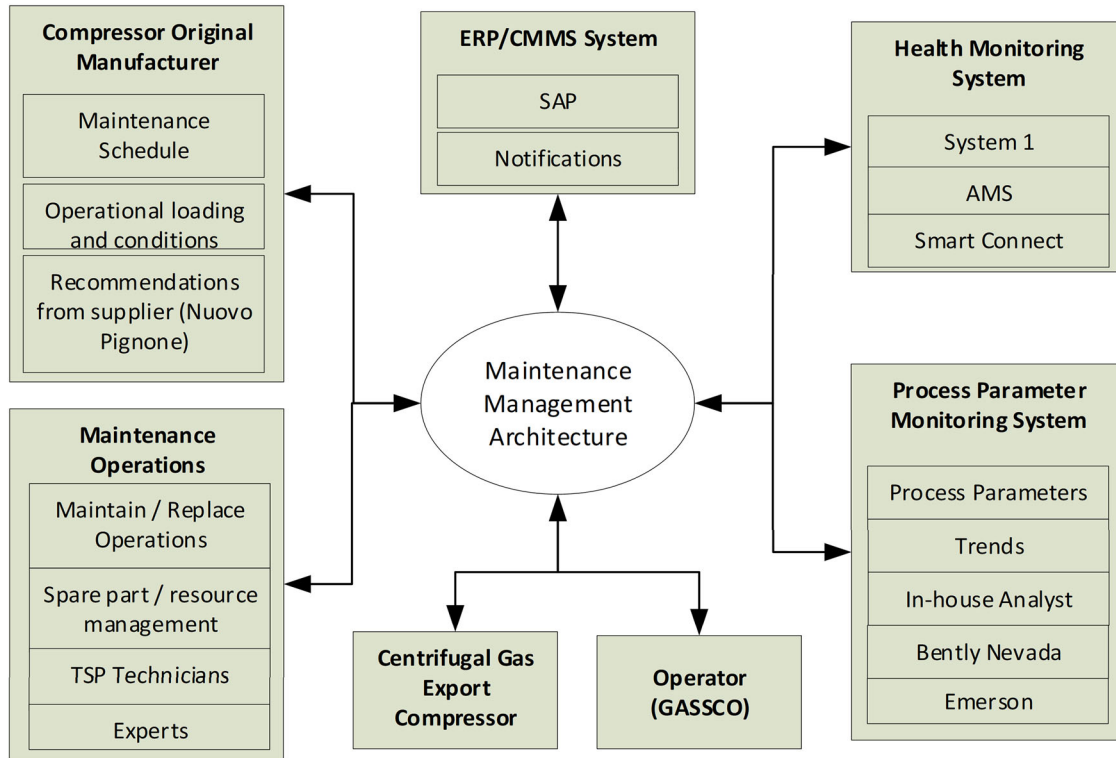 Compressor Original
Manufacturer
Maintenance
Schedule
Operational loading
and conditions
Recommendations
from supplier (Nuovo
Pignone)
ERP/CMMS System
SAP
Notifications
Health Monitoring
System
System 1
AMS
Smart Connect
Maintenance
Management
Architecture
Maintenance
Operations
Maintain / Replace
Operations
Spare part / resource
management
TSP Technicians
Experts
Centrifugal Gas
Export
Compressor
Operator
(GASSCO)
Process Parameter
Monitoring System
Process Parameters
Trends
In-house Analyst
Bently Nevada
Emerson